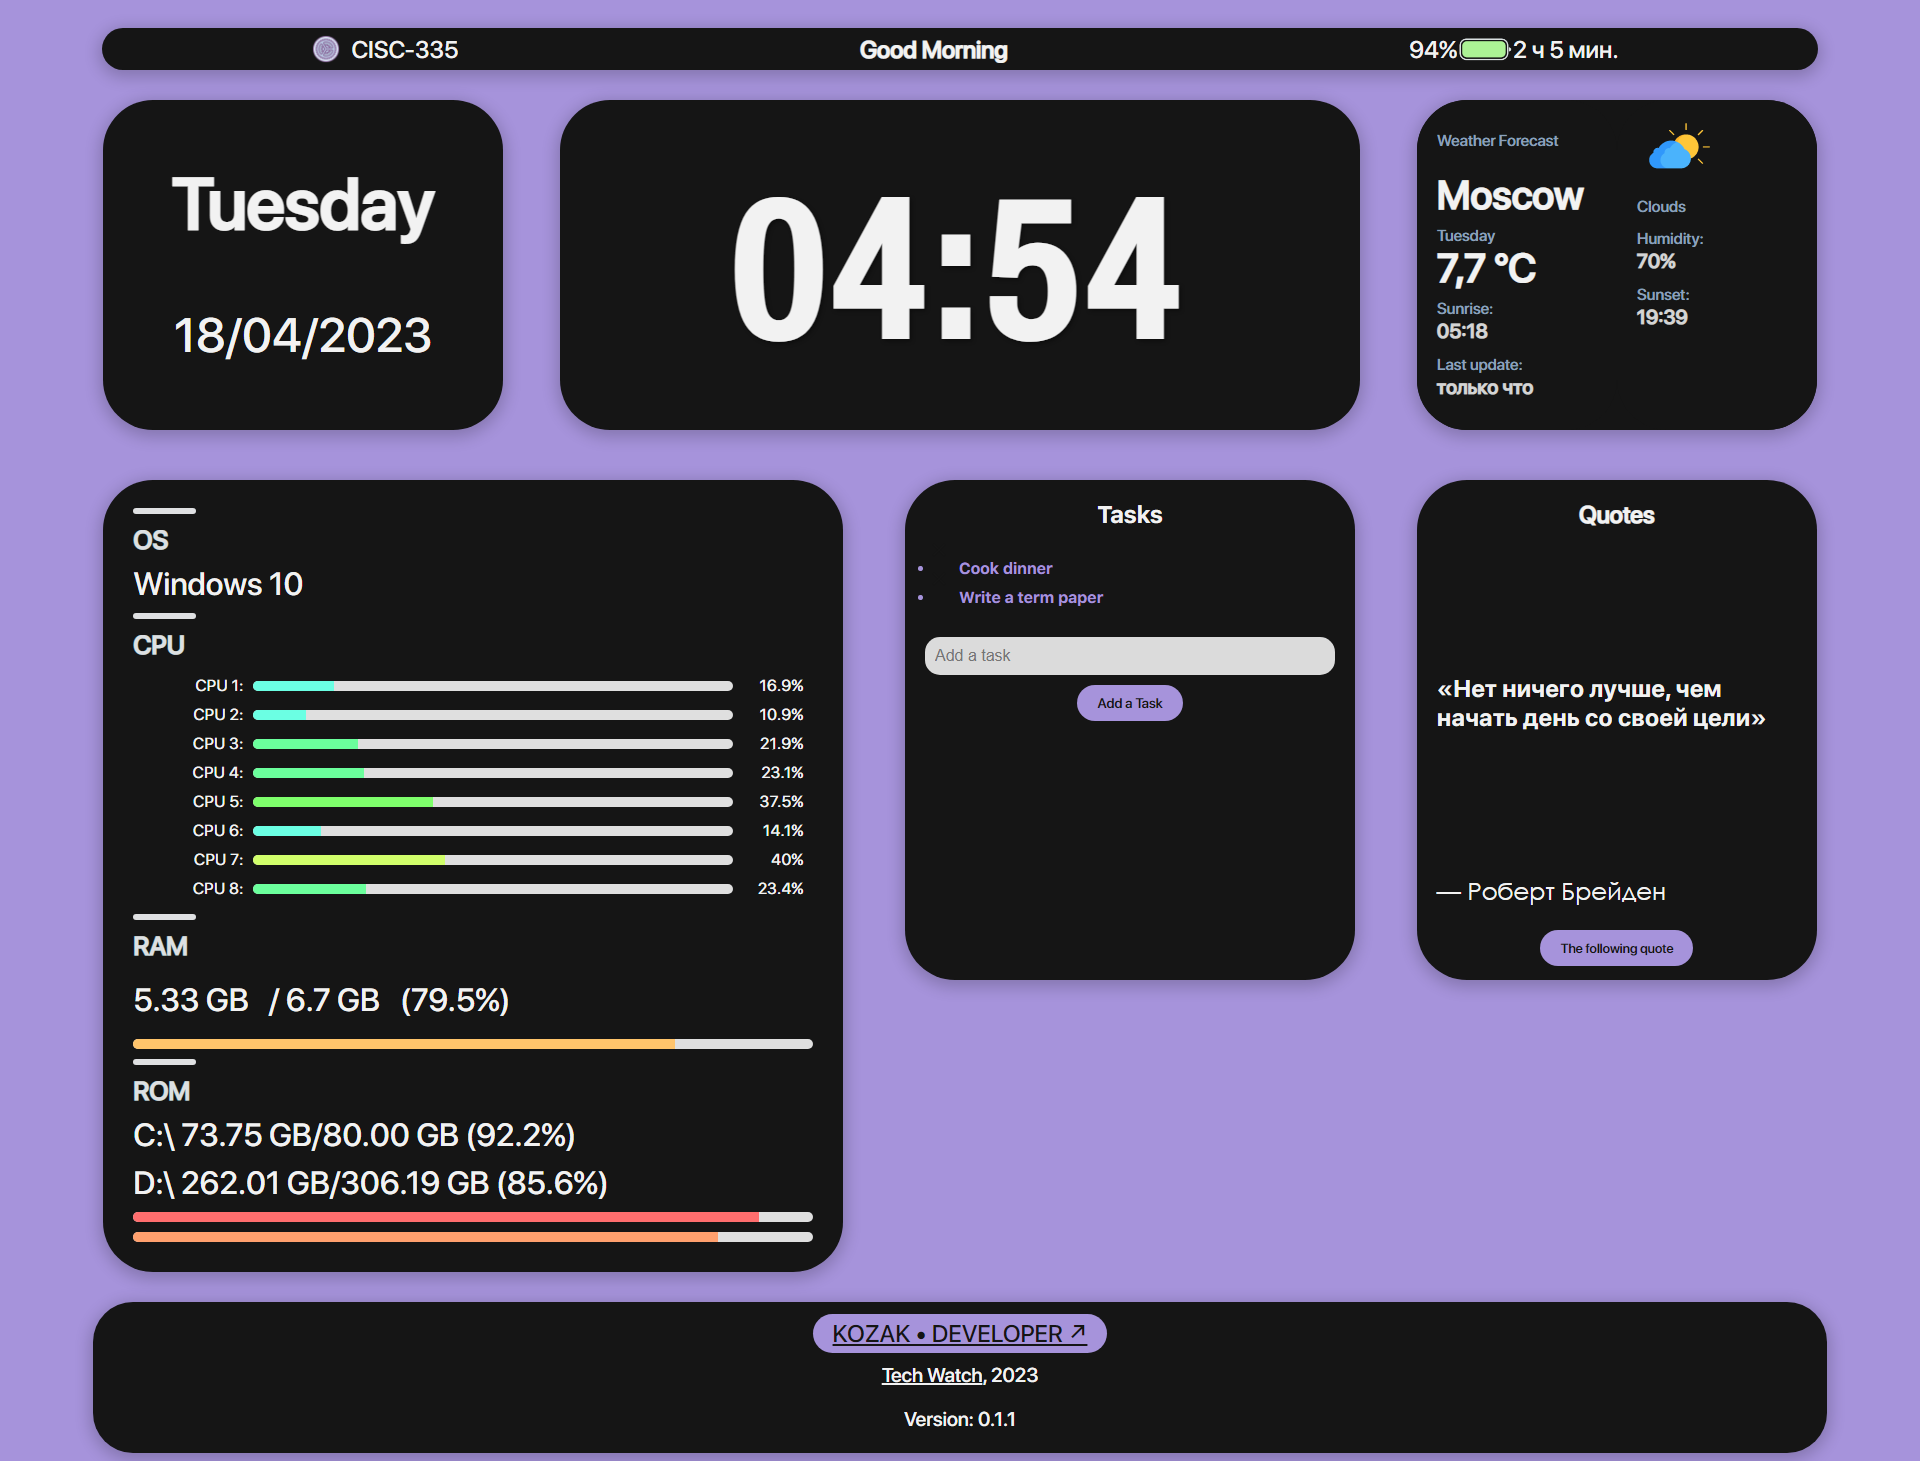 CISC-335
Good Morning
94% 2 ч 5 мин.
Tuesday
18/04/2023
04:54
Weather Forecast
Moscow
Tuesday
7,7 °C
Sunrise:
05:18
Last update:
только что
Clouds
Humidity:
70%
Sunset:
19:39
OS
Windows 10
CPU
CPU 1: 16.9%
CPU 2: 10.9%
CPU 3: 21.9%
CPU 4: 23.1%
CPU 5: 37.5%
CPU 6: 14.1%
CPU 7: 40%
CPU 8: 23.4%
RAM
5.33 GB / 6.7 GB (79.5%)
ROM
C:\ 73.75 GB/80.00 GB (92.2%)
D:\ 262.01 GB/306.19 GB (85.6%)
Tasks
• Cook dinner
• Write a term paper
Add a task
Add a Task
Quotes
«Нет ничего лучше, чем
начать день со своей цели»
— Роберт Брейден
The following quote
KOZAK • DEVELOPER ↗
Tech Watch, 2023
Version: 0.1.1